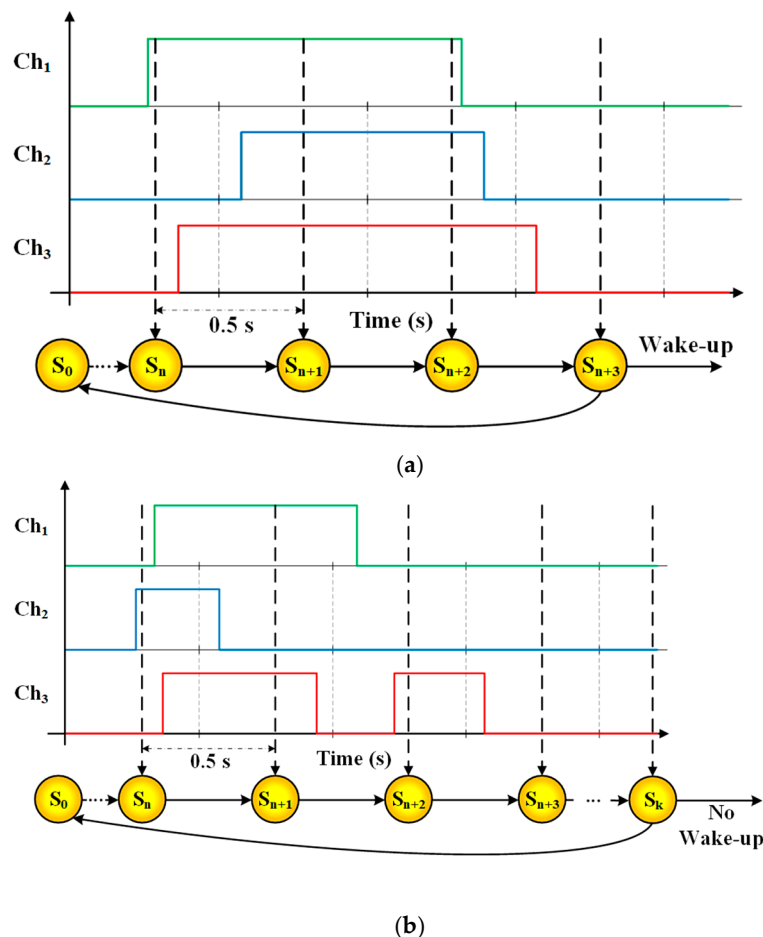 Ch₁
Ch₂
Ch₃
0.5 s
Time (s)
Wake-up
S₀ Sₙ Sₙ₊₁ Sₙ₊₂ Sₙ₊₃
(a)
Ch₁
Ch₂
Ch₃
0.5 s
Time (s)
S₀ Sₙ Sₙ₊₁ Sₙ₊₂ Sₙ₊₃ ... Sₖ
No
Wake-up
(b)